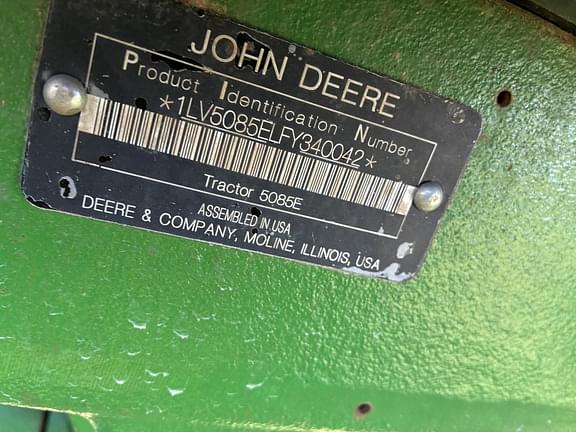 JOHN DEERE
Product Identification Number
*1LV5085ELFY340042*
Tractor 5085E
ASSEMBLED IN USA
DEERE & COMPANY, MOLINE, ILLINOIS, USA